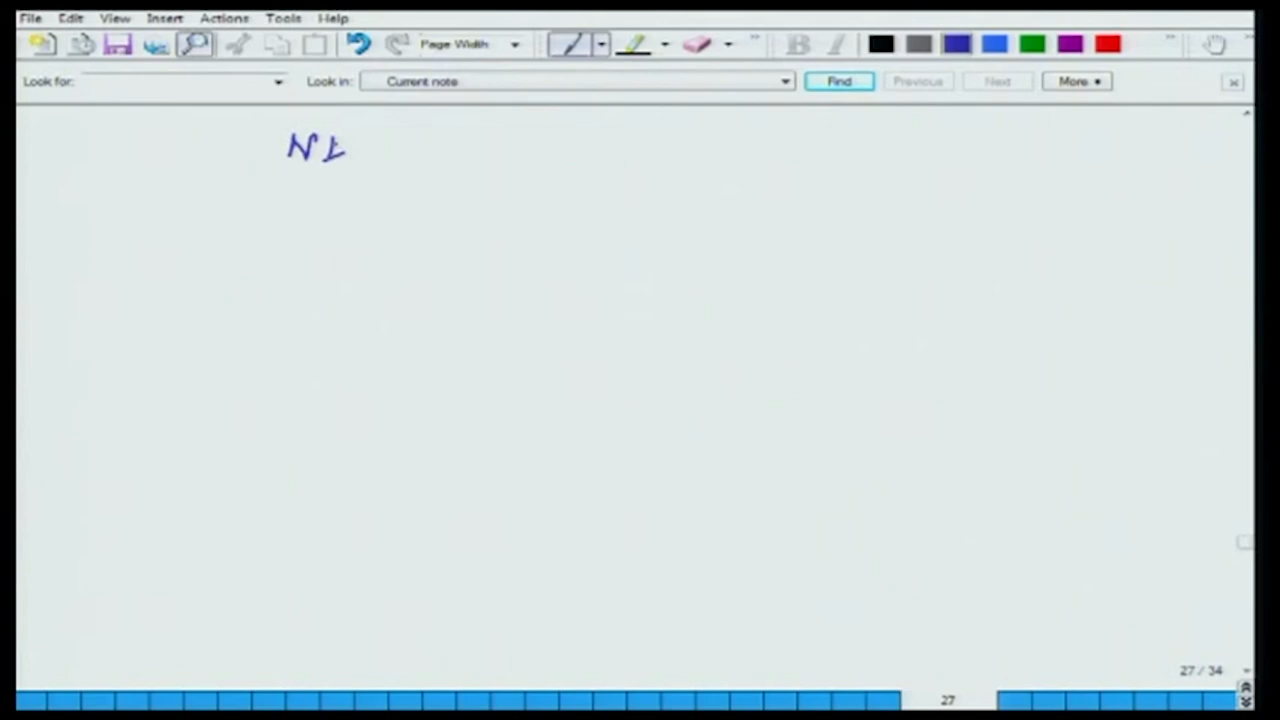 File Edit View Insert Actions Tools Help
Page Width
Look for: Look in: Current note Find Previous Next More
27 / 34
27